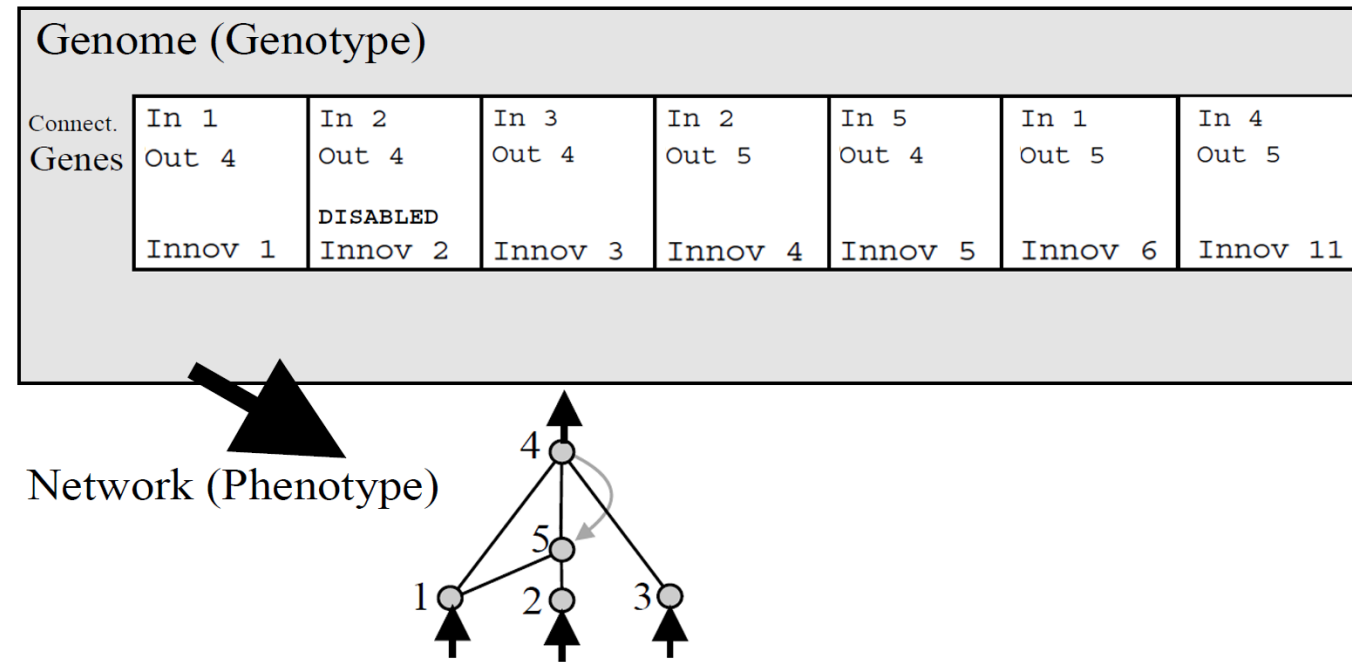 Genome (Genotype)
Connect. In 1 In 2 In 3 In 2 In 5 In 1 In 4
Genes Out 4 Out 4 Out 4 Out 5 Out 4 Out 5 Out 5
DISABLED
Innov 1 Innov 2 Innov 3 Innov 4 Innov 5 Innov 6 Innov 11
4
Network (Phenotype)
5
1 2 3